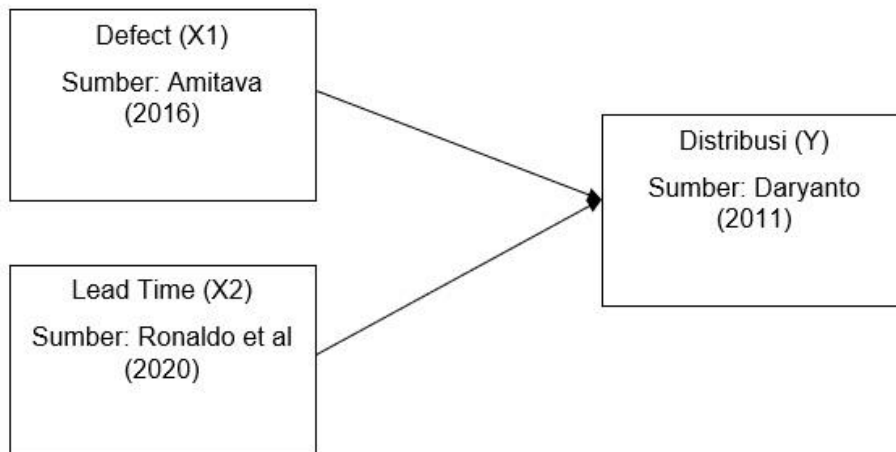 Defect (X1)
Sumber: Amitava
(2016)
Distribusi (Y)
Sumber: Daryanto
(2011)
Lead Time (X2)
Sumber: Ronaldo et al
(2020)